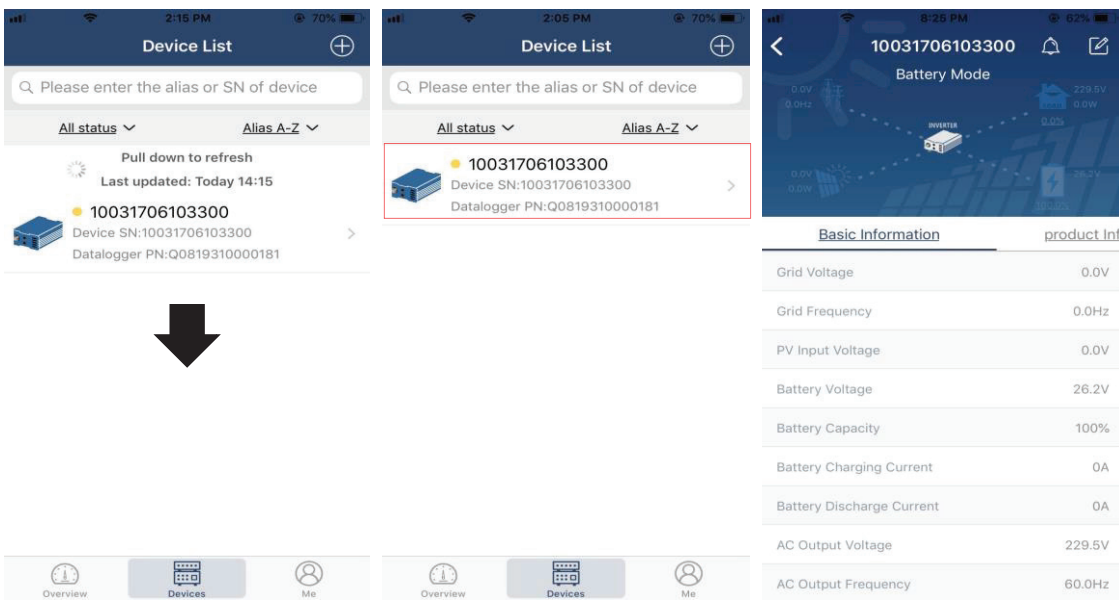 2:15 PM
70%
Device List
Please enter the alias or SN of device
All status
Alias A-Z
Pull down to refresh
Last updated: Today 14:15
10031706103300
Device SN:10031706103300
Datalogger PN:Q0819310000181
Overview
Devices
Me
2:05 PM
70%
Device List
Please enter the alias or SN of device
All status
Alias A-Z
10031706103300
Device SN:10031706103300
Datalogger PN:Q0819310000181
Overview
Devices
Me
8:25 PM
62%
10031706103300
Battery Mode
0.0V
0.0Hz
229.5V
0.0W
0.0%
INVERTER
0.0V
0.0W
26.2V
100.0%
Basic Information
product Inf
Grid Voltage 0.0V
Grid Frequency 0.0Hz
PV Input Voltage 0.0V
Battery Voltage 26.2V
Battery Capacity 100%
Battery Charging Current 0A
Battery Discharge Current 0A
AC Output Voltage 229.5V
AC Output Frequency 60.0Hz